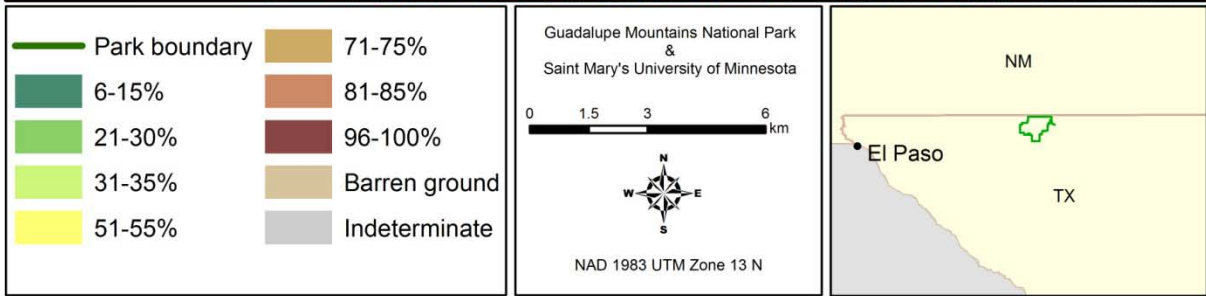 Park boundary
6-15%
21-30%
31-35%
51-55%
71-75%
81-85%
96-100%
Barren ground
Indeterminate
Guadalupe Mountains National Park
&
Saint Mary's University of Minnesota
0 1.5 3 6
km
N
W E
S
NAD 1983 UTM Zone 13 N
NM
El Paso
TX